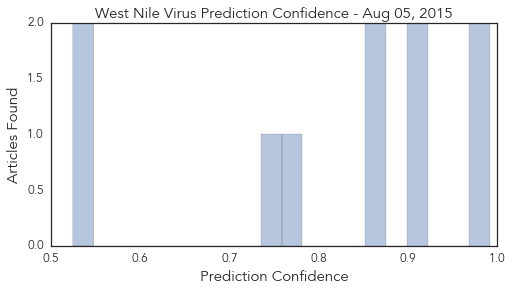 West Nile Virus Prediction Confidence - Aug 05, 2015
2.0
1.5
1.0
0.5
0.0
Articles Found
0.5 0.6 0.7 0.8 0.9 1.0
Prediction Confidence